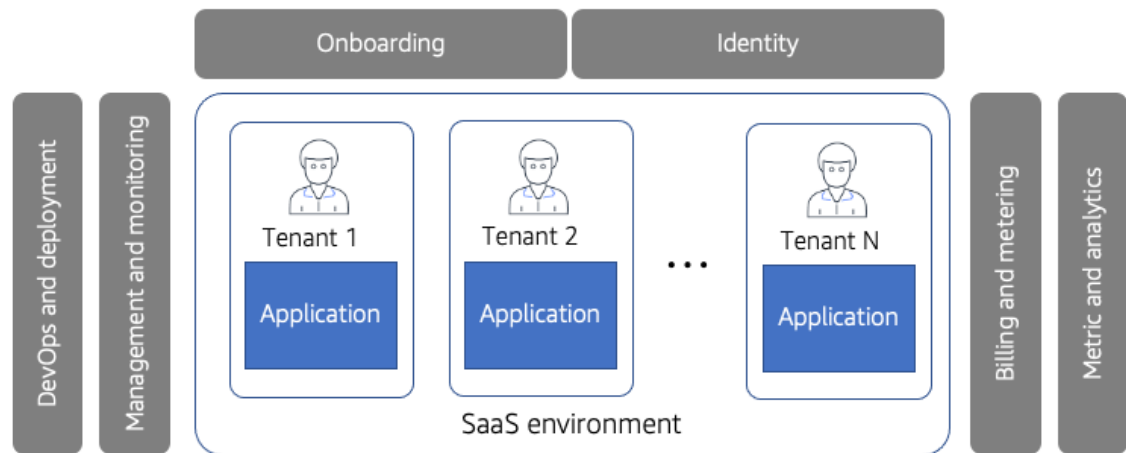 Onboarding
Identity
DevOps and deployment
Management and monitoring
Tenant 1
Tenant 2
Tenant N
...
Application
Application
Application
SaaS environment
Billing and metering
Metric and analytics